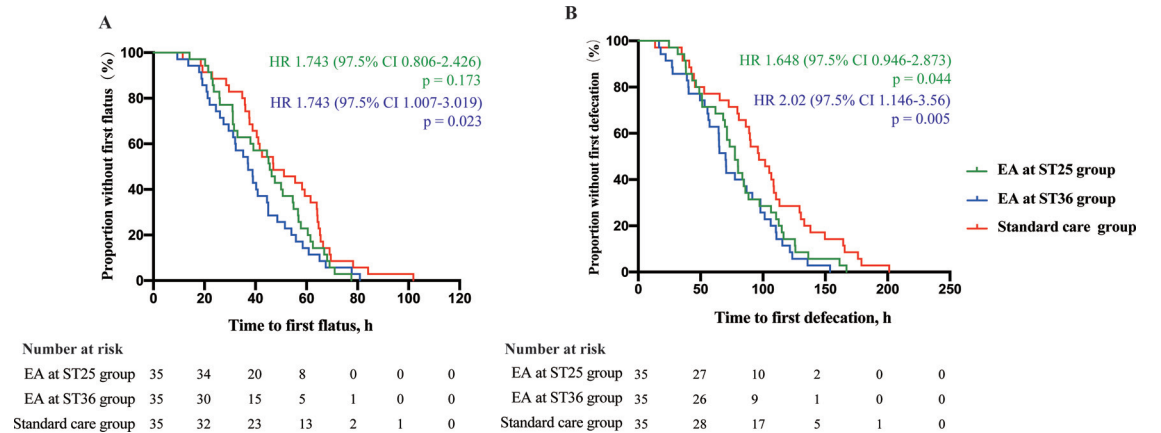 A
Proportion without first flatus (%)
100
80
60
40
20
0
HR 1.743 (97.5% CI 0.806-2.426)
p = 0.173
HR 1.743 (97.5% CI 1.007-3.019)
p = 0.023
0 20 40 60 80 100 120
Time to first flatus, h
Number at risk
EA at ST25 group 35 34 20 8 0 0 0
EA at ST36 group 35 30 15 5 1 0 0
Standard care group 35 32 23 13 2 1 0
B
Proportion without first defecation (%)
100
80
60
40
20
0
HR 1.648 (97.5% CI 0.946-2.873)
p = 0.044
HR 2.02 (97.5% CI 1.146-3.56)
p = 0.005
0 50 100 150 200 250
Time to first defecation, h
EA at ST25 group
EA at ST36 group
Standard care group
Number at risk
EA at ST25 group 35 27 10 2 0 0
EA at ST36 group 35 26 9 1 0 0
Standard care group 35 28 17 5 1 0